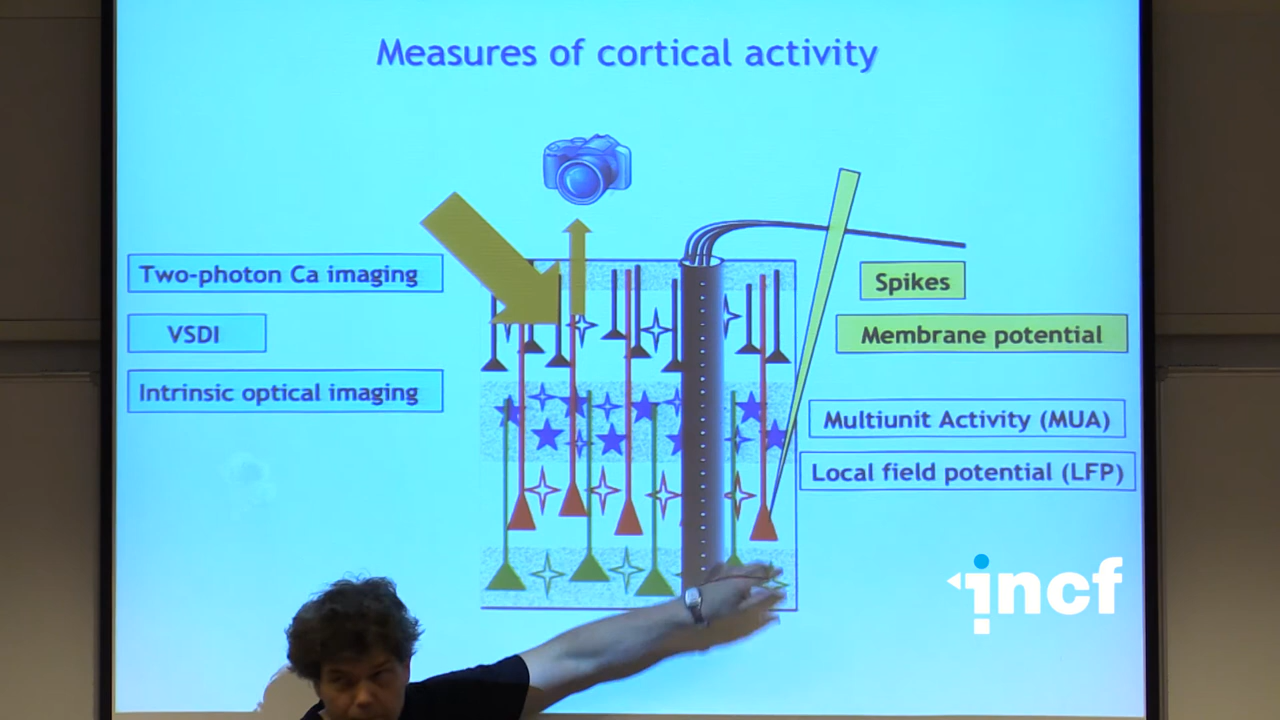 Measures of cortical activity
Two-photon Ca imaging
VSDI
Intrinsic optical imaging
Spikes
Membrane potential
Multiunit Activity (MUA)
Local field potential (LFP)
incf